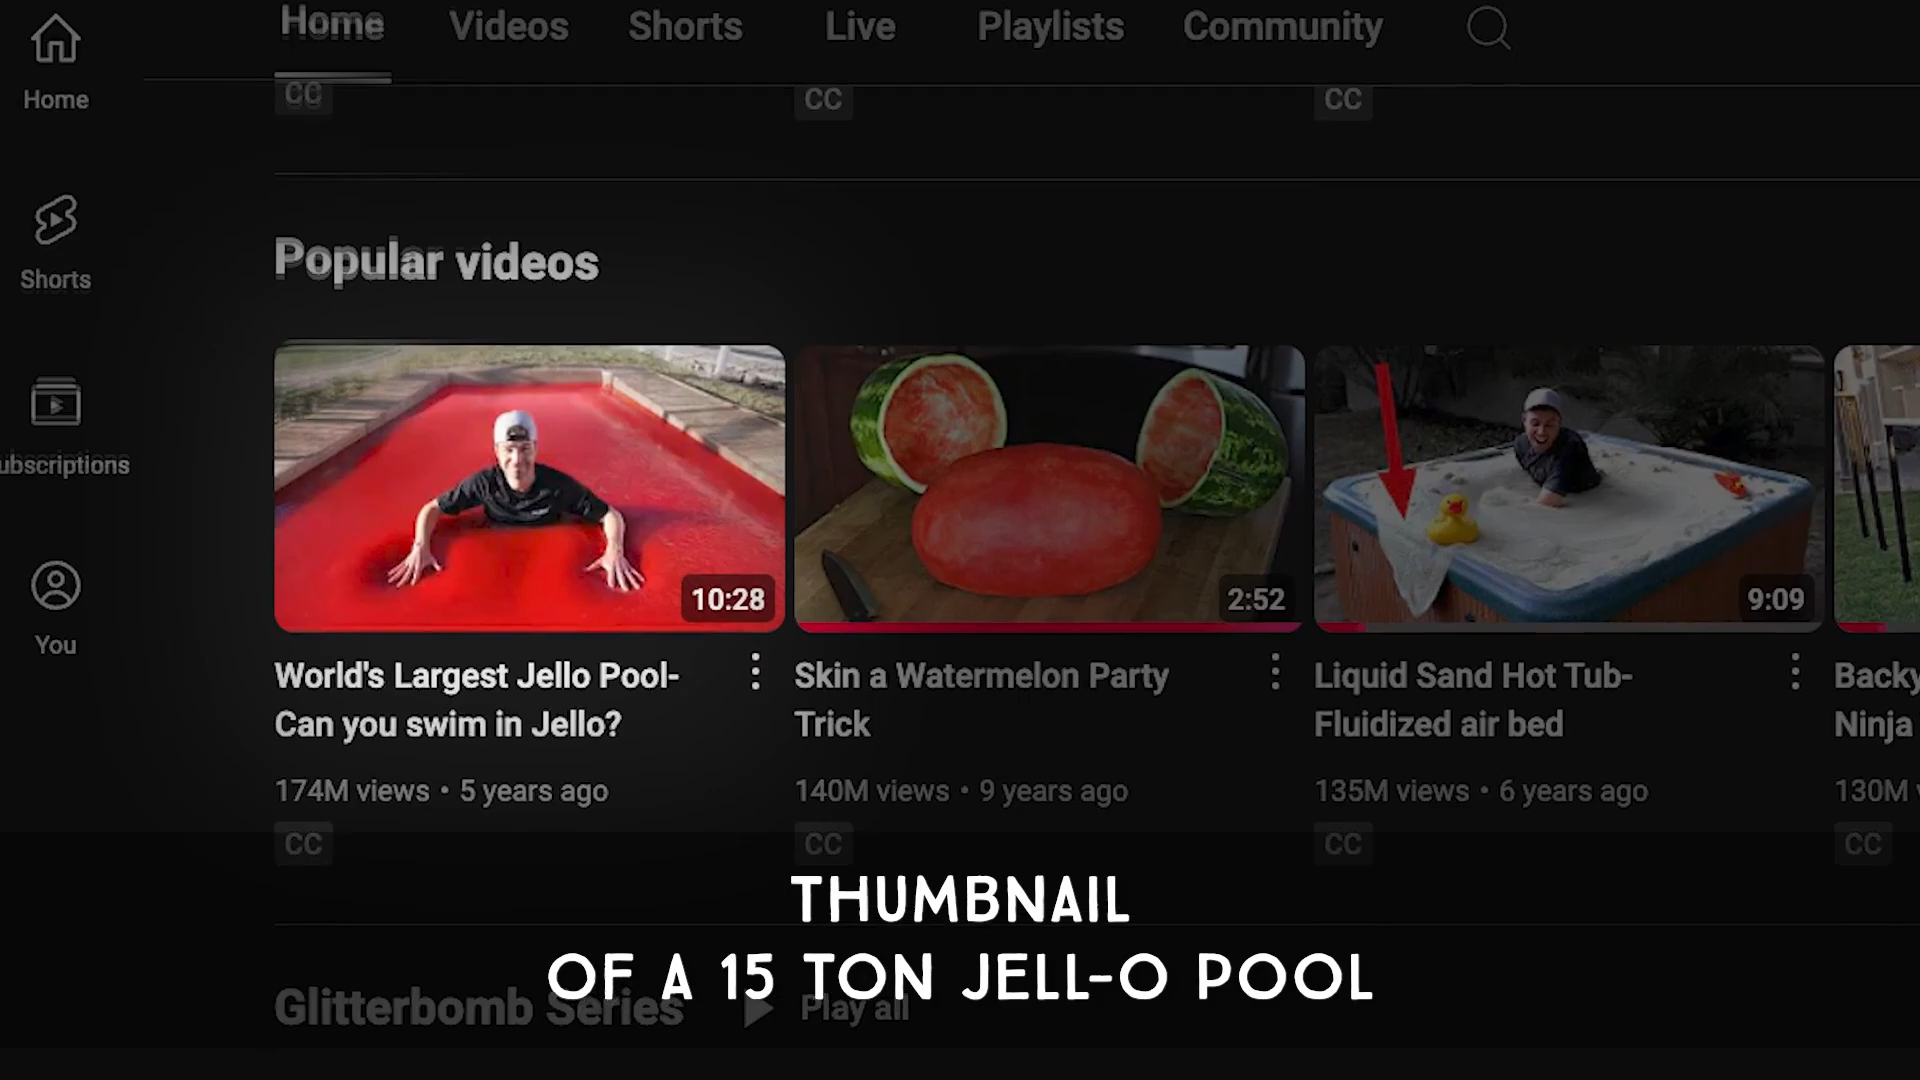 Home Videos Shorts Live Playlists Community
Home
CC CC CC
Shorts
Popular videos
ubscriptions
You
10:28
2:52
9:09
World's Largest Jello Pool-
Can you swim in Jello?
174M views • 5 years ago
CC
Skin a Watermelon Party
Trick
140M views • 9 years ago
CC
Liquid Sand Hot Tub-
Fluidized air bed
135M views • 6 years ago
CC
Backy
Ninja
130M
CC
THUMBNAIL
OF A 15 TON JELL-O POOL
Glitterbomb Series Play all